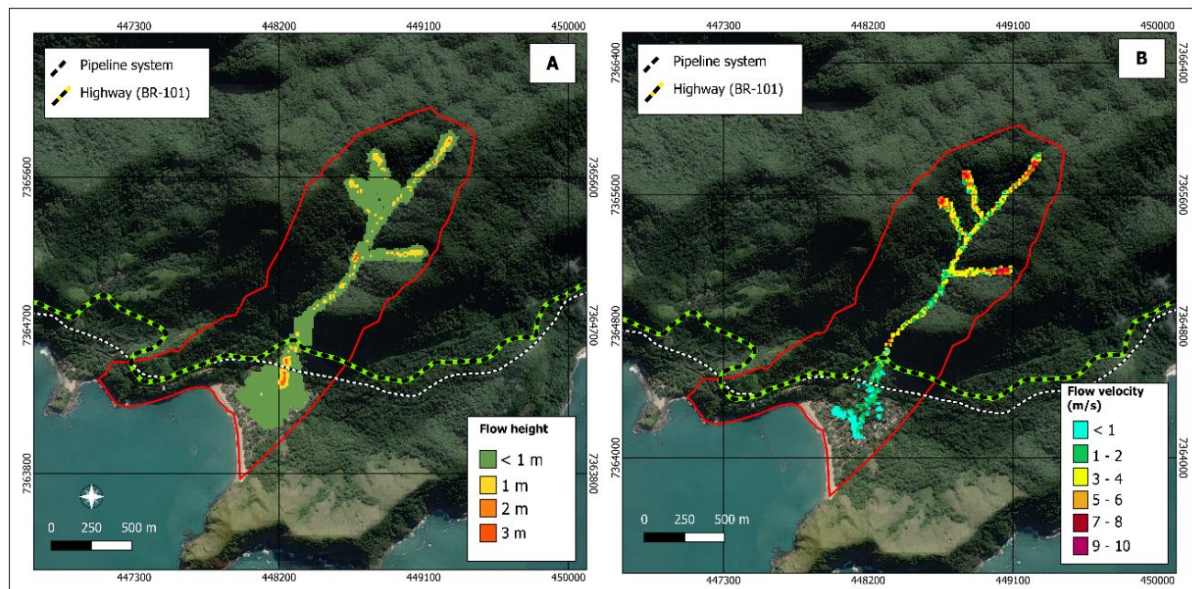 447300 448200 449100 450000
A
Pipeline system
Highway (BR-101)
7365600
7365600
7364700
7364700
7363800
7363800
Flow height
< 1 m
1 m
2 m
3 m
0 250 500 m
447300 448200 449100 450000
447300 448200 449100 450000
B
Pipeline system
Highway (BR-101)
7366400
7366400
7365600
7365600
7364800
7364800
7364000
7364000
Flow velocity
(m/s)
< 1
1 - 2
3 - 4
5 - 6
7 - 8
9 - 10
0 250 500 m
447300 448200 449100 450000